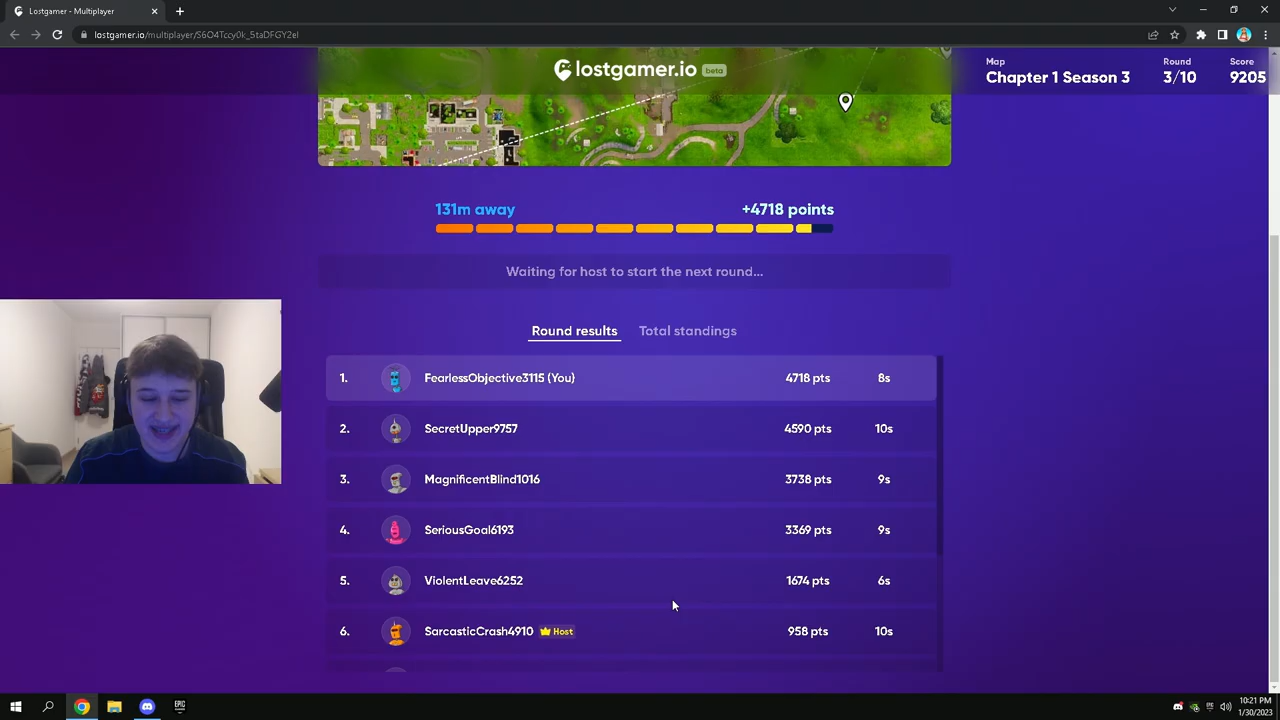 Lostgamer - Multiplayer
lostgamer.io/multiplayer/S6O4Tccy0k_5taDFGY2eI
lostgamer.io beta
Map
Chapter 1 Season 3
Round
3/10
Score
9205
131m away
+4718 points
Waiting for host to start the next round...
Round results
Total standings
1. FearlessObjective3115 (You) 4718 pts 8s
2. SecretUpper9757 4590 pts 10s
3. MagnificentBlind1016 3738 pts 9s
4. SeriousGoal6193 3369 pts 9s
5. ViolentLeave6252 1674 pts 6s
6. SarcasticCrash4910 Host 958 pts 10s
EPIC
10:21 PM
1/30/2023